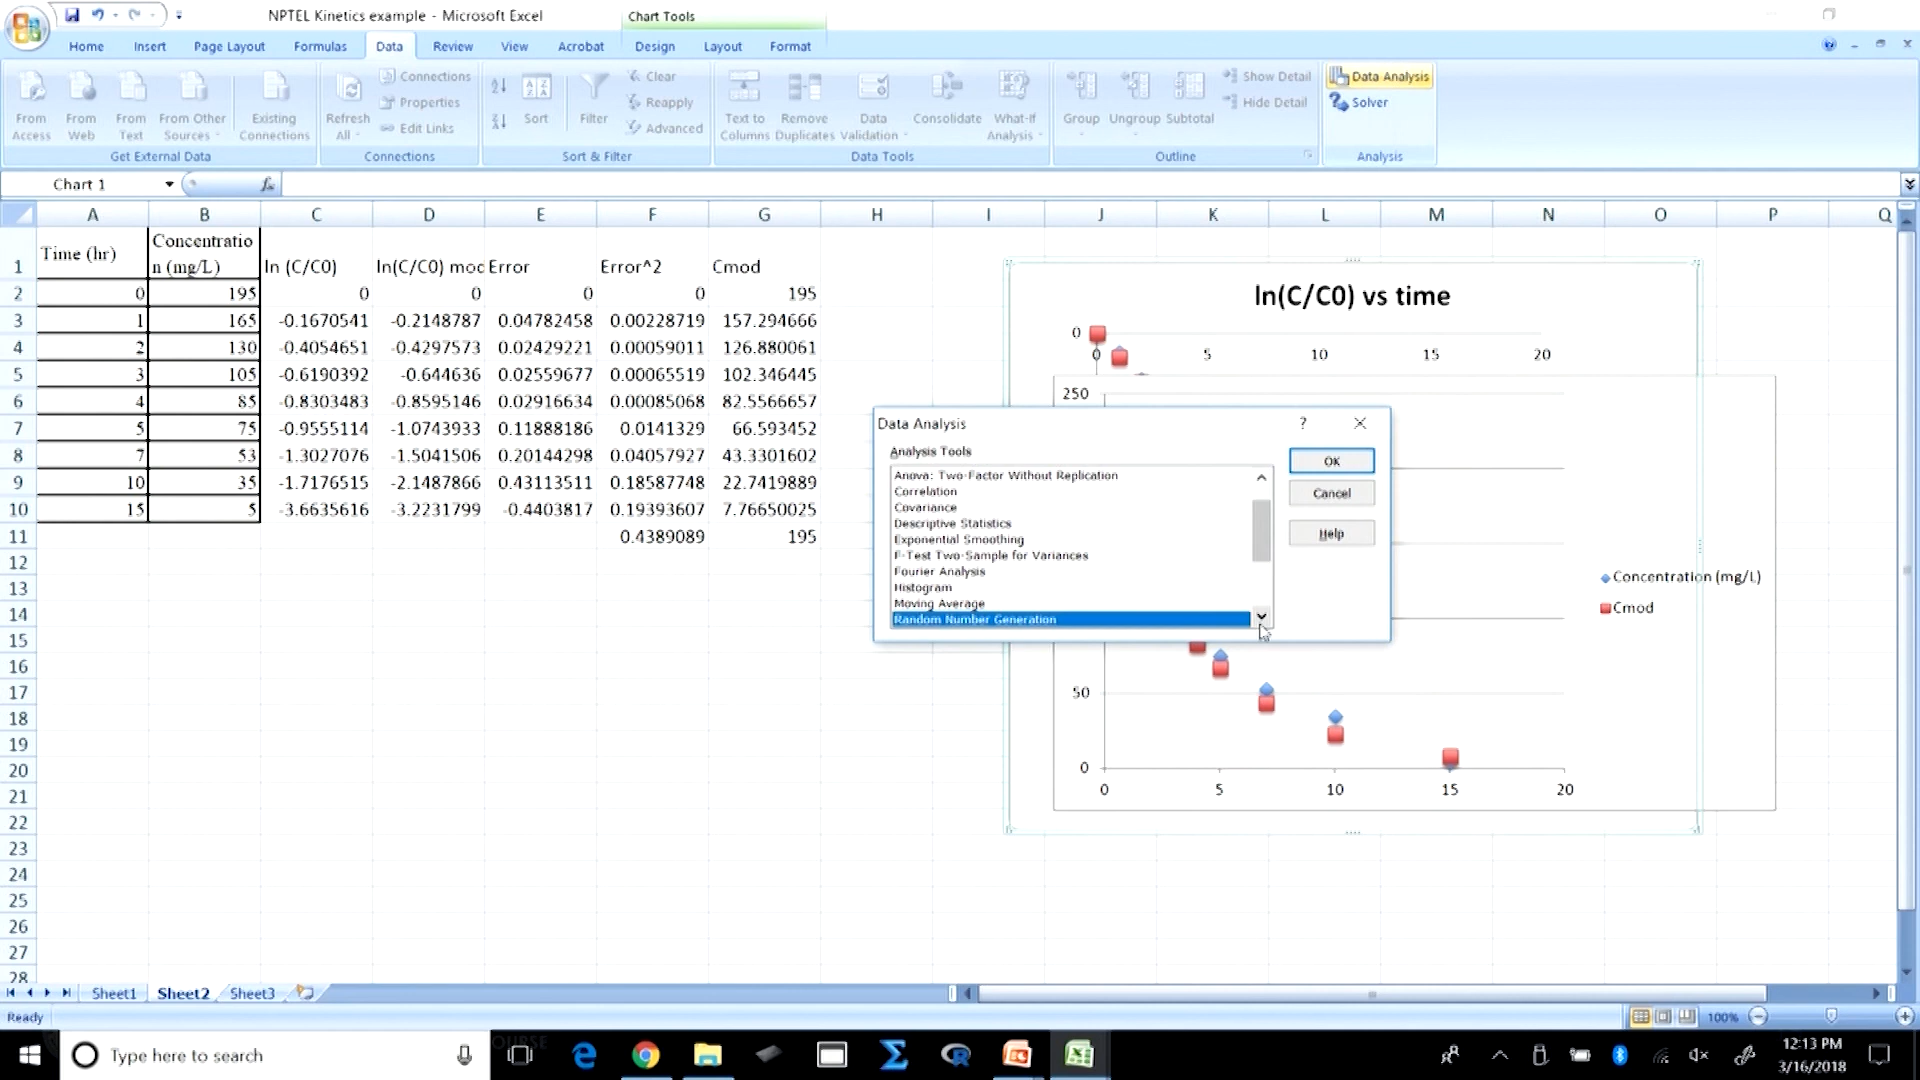 NPTEL Kinetics example - Microsoft Excel
Chart Tools
Home Insert Page Layout Formulas Data Review View Acrobat Design Layout Format
From Access
From Web
From Text
From Other Sources
Existing Connections
Get External Data
Refresh All
Connections
Properties
Edit Links
Connections
Sort
Filter
Clear
Reapply
Advanced
Sort & Filter
Text to Columns
Remove Duplicates
Data Validation
Consolidate
What-If Analysis
Data Tools
Group
Ungroup
Subtotal
Show Detail
Hide Detail
Outline
Data Analysis
Solver
Analysis
Chart 1
fx
A B C D E F G H I J K L M N O P Q
1 Time (hr) Concentratio
n (mg/L) ln (C/C0) ln(C/C0) mod Error Error^2 Cmod
2 0 195 0 0 0 0 195
3 1 165 -0.1670541 -0.2148787 0.04782458 0.00228719 157.294666
4 2 130 -0.4054651 -0.4297573 0.02429221 0.00059011 126.880061
5 3 105 -0.6190392 -0.644636 0.02559677 0.00065519 102.346445
6 4 85 -0.8303483 -0.8595146 0.02916634 0.00085068 82.5566657
7 5 75 -0.9555114 -1.0743933 0.11888186 0.0141329 66.593452
8 7 53 -1.3027076 -1.5041506 0.20144298 0.04057927 43.3301602
9 10 35 -1.7176515 -2.1487866 0.43113511 0.18587748 22.7419889
10 15 5 -3.6635616 -3.2231799 -0.4403817 0.19393607 7.76650025
11 0.4389089 195
12
13
14
15
16
17
18
19
20
21
22
23
24
25
26
27
28
ln(C/C0) vs time
0
0 5 10 15 20
250
50
0
0 5 10 15 20
Concentration (mg/L)
Cmod
Data Analysis
?
Analysis Tools
Anova: Two-Factor Without Replication
Correlation
Covariance
Descriptive Statistics
Exponential Smoothing
F-Test Two-Sample for Variances
Fourier Analysis
Histogram
Moving Average
Random Number Generation
OK
Cancel
Help
Sheet1 Sheet2 Sheet3
Ready
100%
Type here to search
12:13 PM
3/16/2018